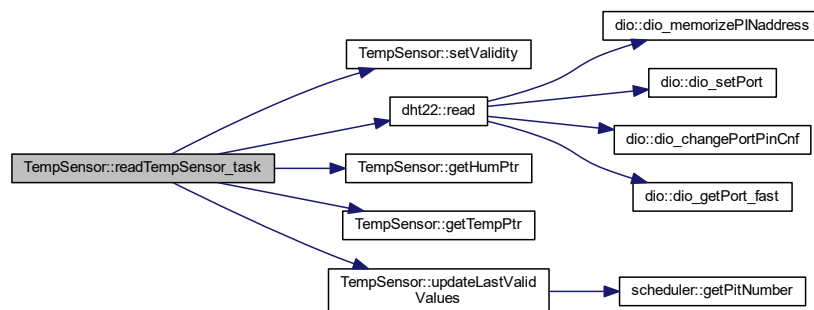 dio::dio_memorizePINaddress
TempSensor::setValidity
dio::dio_setPort
dht22::read
dio::dio_changePortPinCnf
TempSensor::readTempSensor_task
TempSensor::getHumPtr
dio::dio_getPort_fast
TempSensor::getTempPtr
TempSensor::updateLastValid
Values
scheduler::getPitNumber